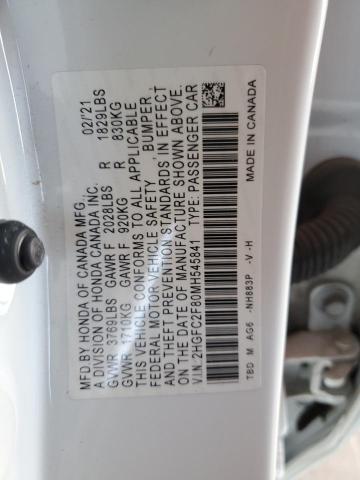 MFD BY HONDA OF CANADA MFG. 02/'21
A DIVISION OF HONDA CANADA INC.
GVWR 3769LBS GAWR F 2028LBS R 1829LBS
GVWR 1710KG GAWR F 920KG R 830KG
THIS VEHICLE CONFORMS TO ALL APPLICABLE
FEDERAL MOTOR VEHICLE SAFETY, BUMPER,
AND THEFT PREVENTION STANDARDS IN EFFECT
ON THE DATE OF MANUFACTURE SHOWN ABOVE.
V.I.N. 2HGFC2F80MH545841 TYPE: PASSENGER CAR
TBD M AG6 -NH883P -V -H MADE IN CANADA